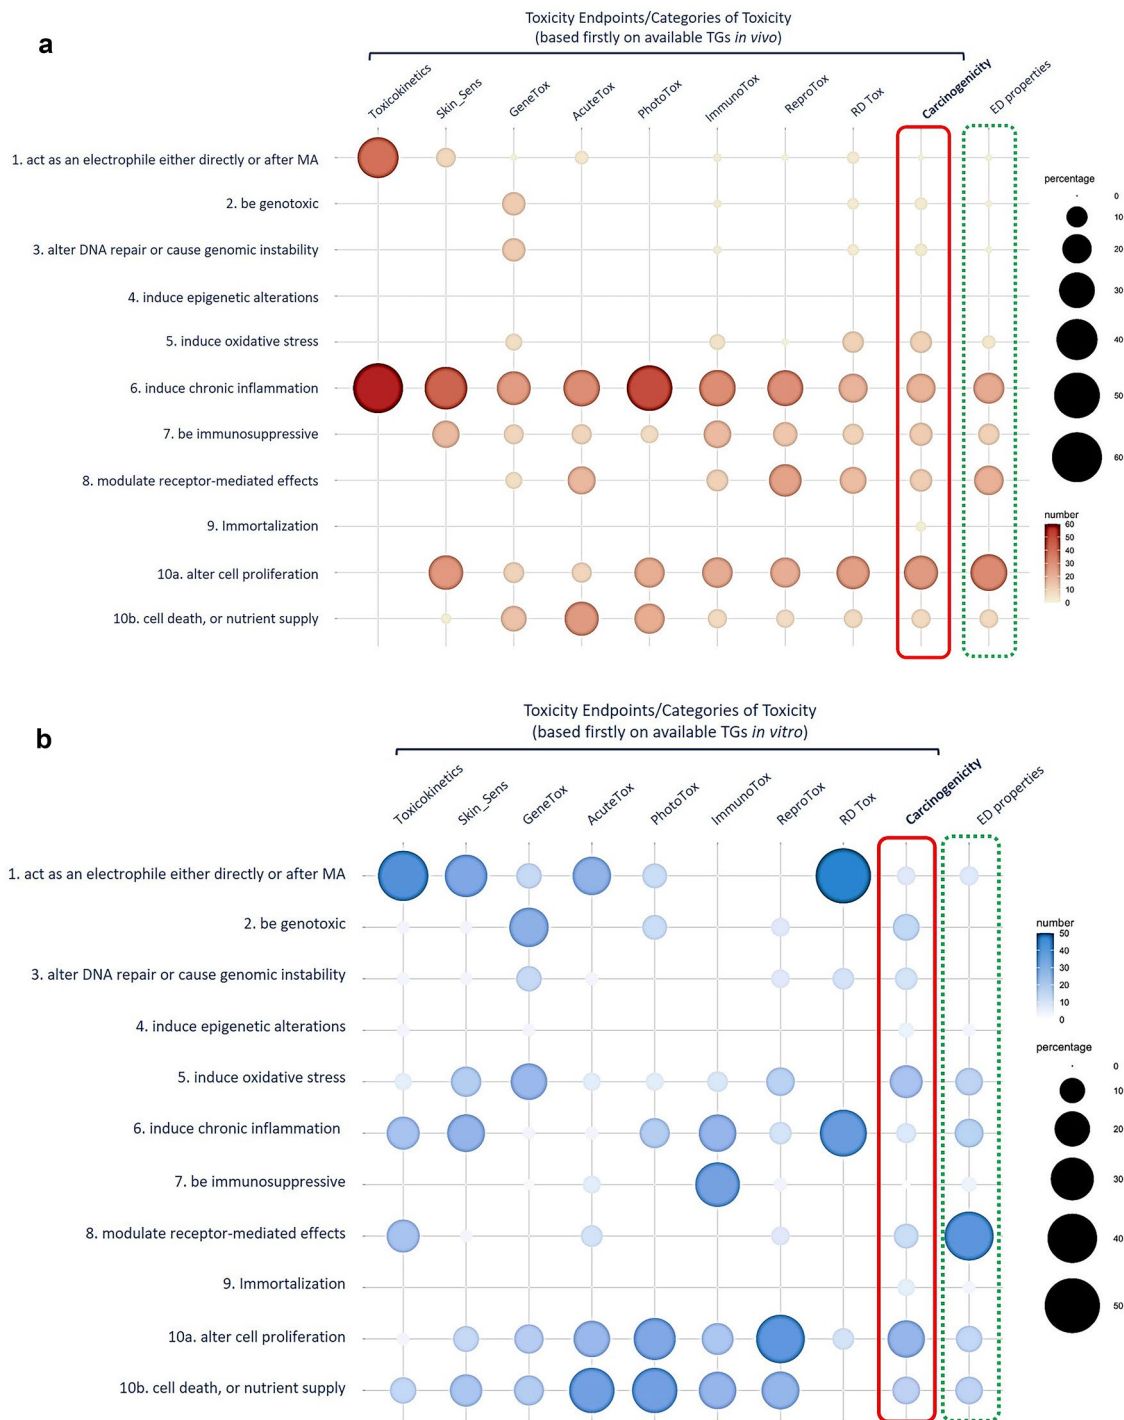 a
Toxicity Endpoints/Categories of Toxicity
(based firstly on available TGs in vivo)
Toxicokinetics
Skin_Sens
GeneTox
AcuteTox
PhotoTox
ImmunoTox
ReproTox
RD Tox
Carcinogenicity
ED properties
1. act as an electrophile either directly or after MA
2. be genotoxic
3. alter DNA repair or cause genomic instability
4. induce epigenetic alterations
5. induce oxidative stress
6. induce chronic inflammation
7. be immunosuppressive
8. modulate receptor-mediated effects
9. Immortalization
10a. alter cell proliferation
10b. cell death, or nutrient supply
percentage
0
10
20
30
40
50
60
number
60
50
40
30
20
10
0
b
Toxicity Endpoints/Categories of Toxicity
(based firstly on available TGs in vitro)
Toxicokinetics
Skin_Sens
GeneTox
AcuteTox
PhotoTox
ImmunoTox
ReproTox
RD Tox
Carcinogenicity
ED properties
1. act as an electrophile either directly or after MA
2. be genotoxic
3. alter DNA repair or cause genomic instability
4. induce epigenetic alterations
5. induce oxidative stress
6. induce chronic inflammation
7. be immunosuppressive
8. modulate receptor-mediated effects
9. Immortalization
10a. alter cell proliferation
10b. cell death, or nutrient supply
number
50
40
30
20
10
0
percentage
0
10
20
30
40
50